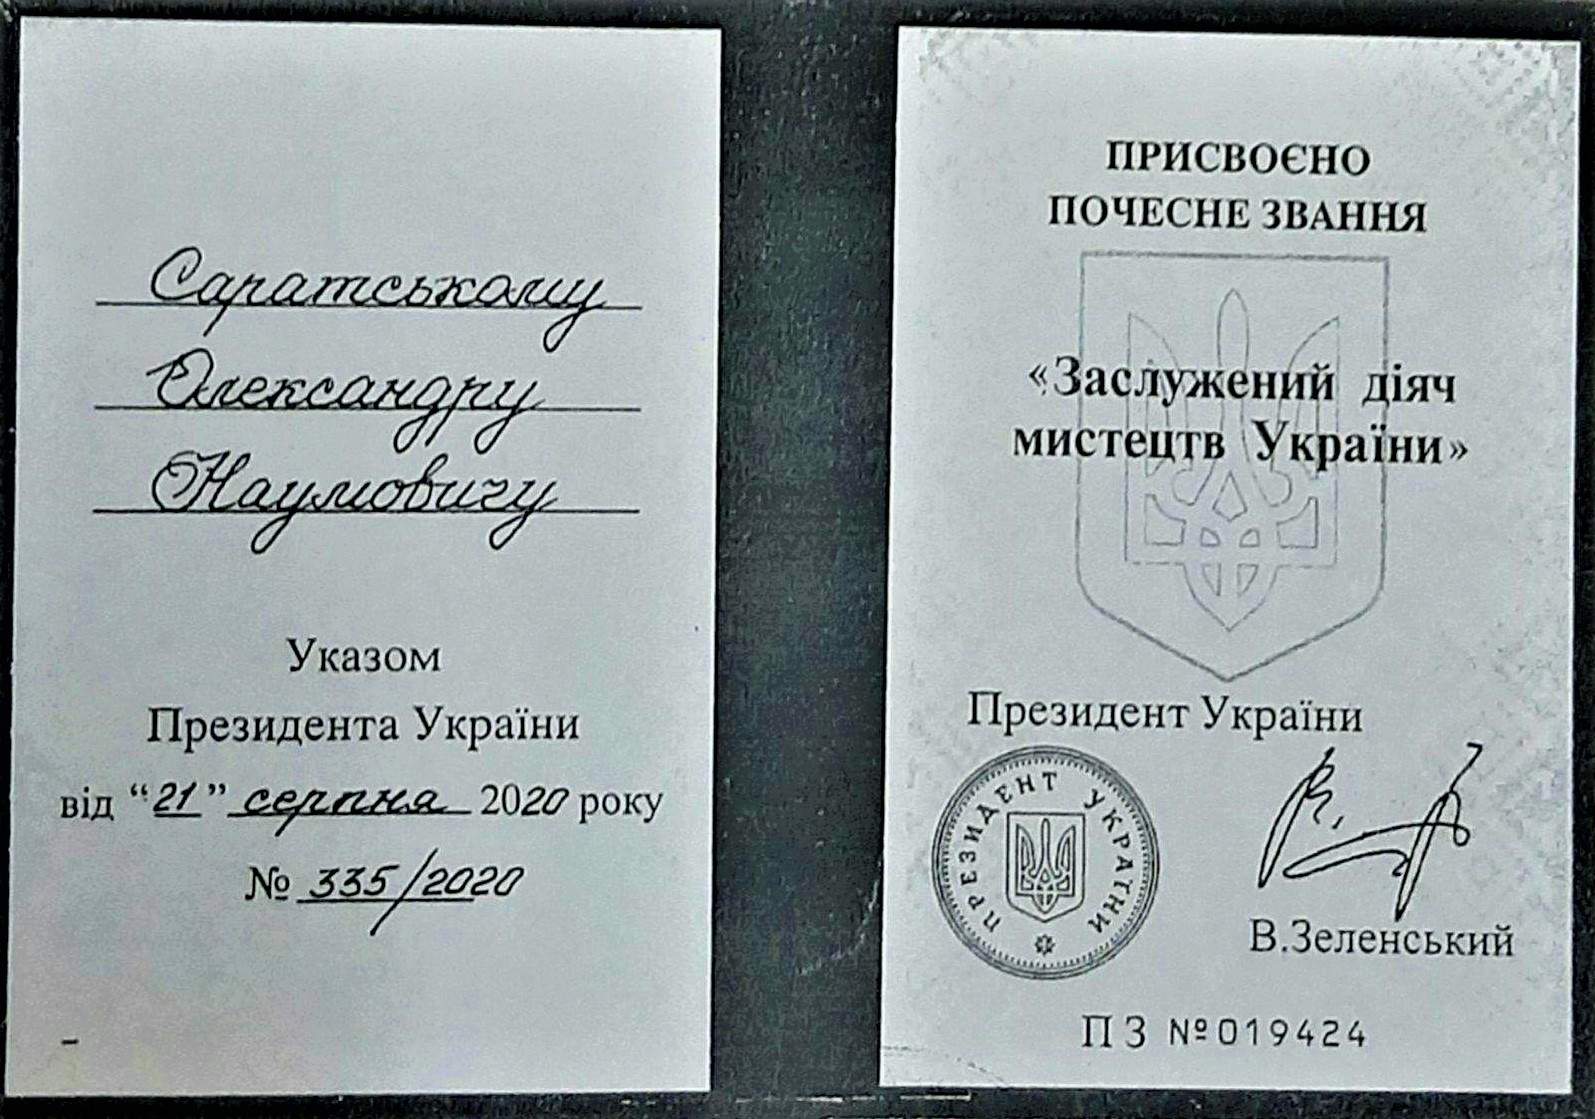 Саратському
Олександру
Наумовичу
Указом
Президента України
від “21” серпня 2020 року
№ 335/2020
ПРИСВОЄНО
ПОЧЕСНЕ ЗВАННЯ
«Заслужений діяч
мистецтв України»
Президент України
ПРЕЗИДЕНТ УКРАЇНИ
В.Зеленський
ПЗ №019424